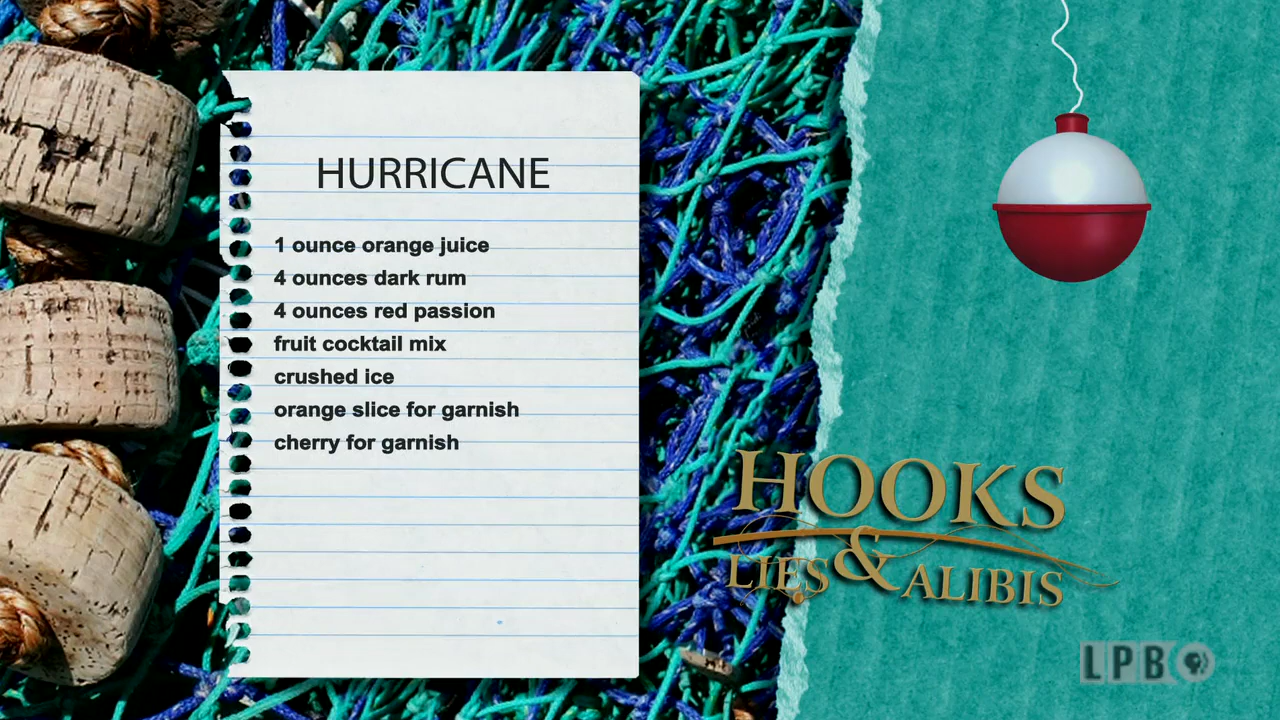 HURRICANE
1 ounce orange juice
4 ounces dark rum
4 ounces red passion
fruit cocktail mix
crushed ice
orange slice for garnish
cherry for garnish
HOOKS
LIES & ALIBIS
LPB